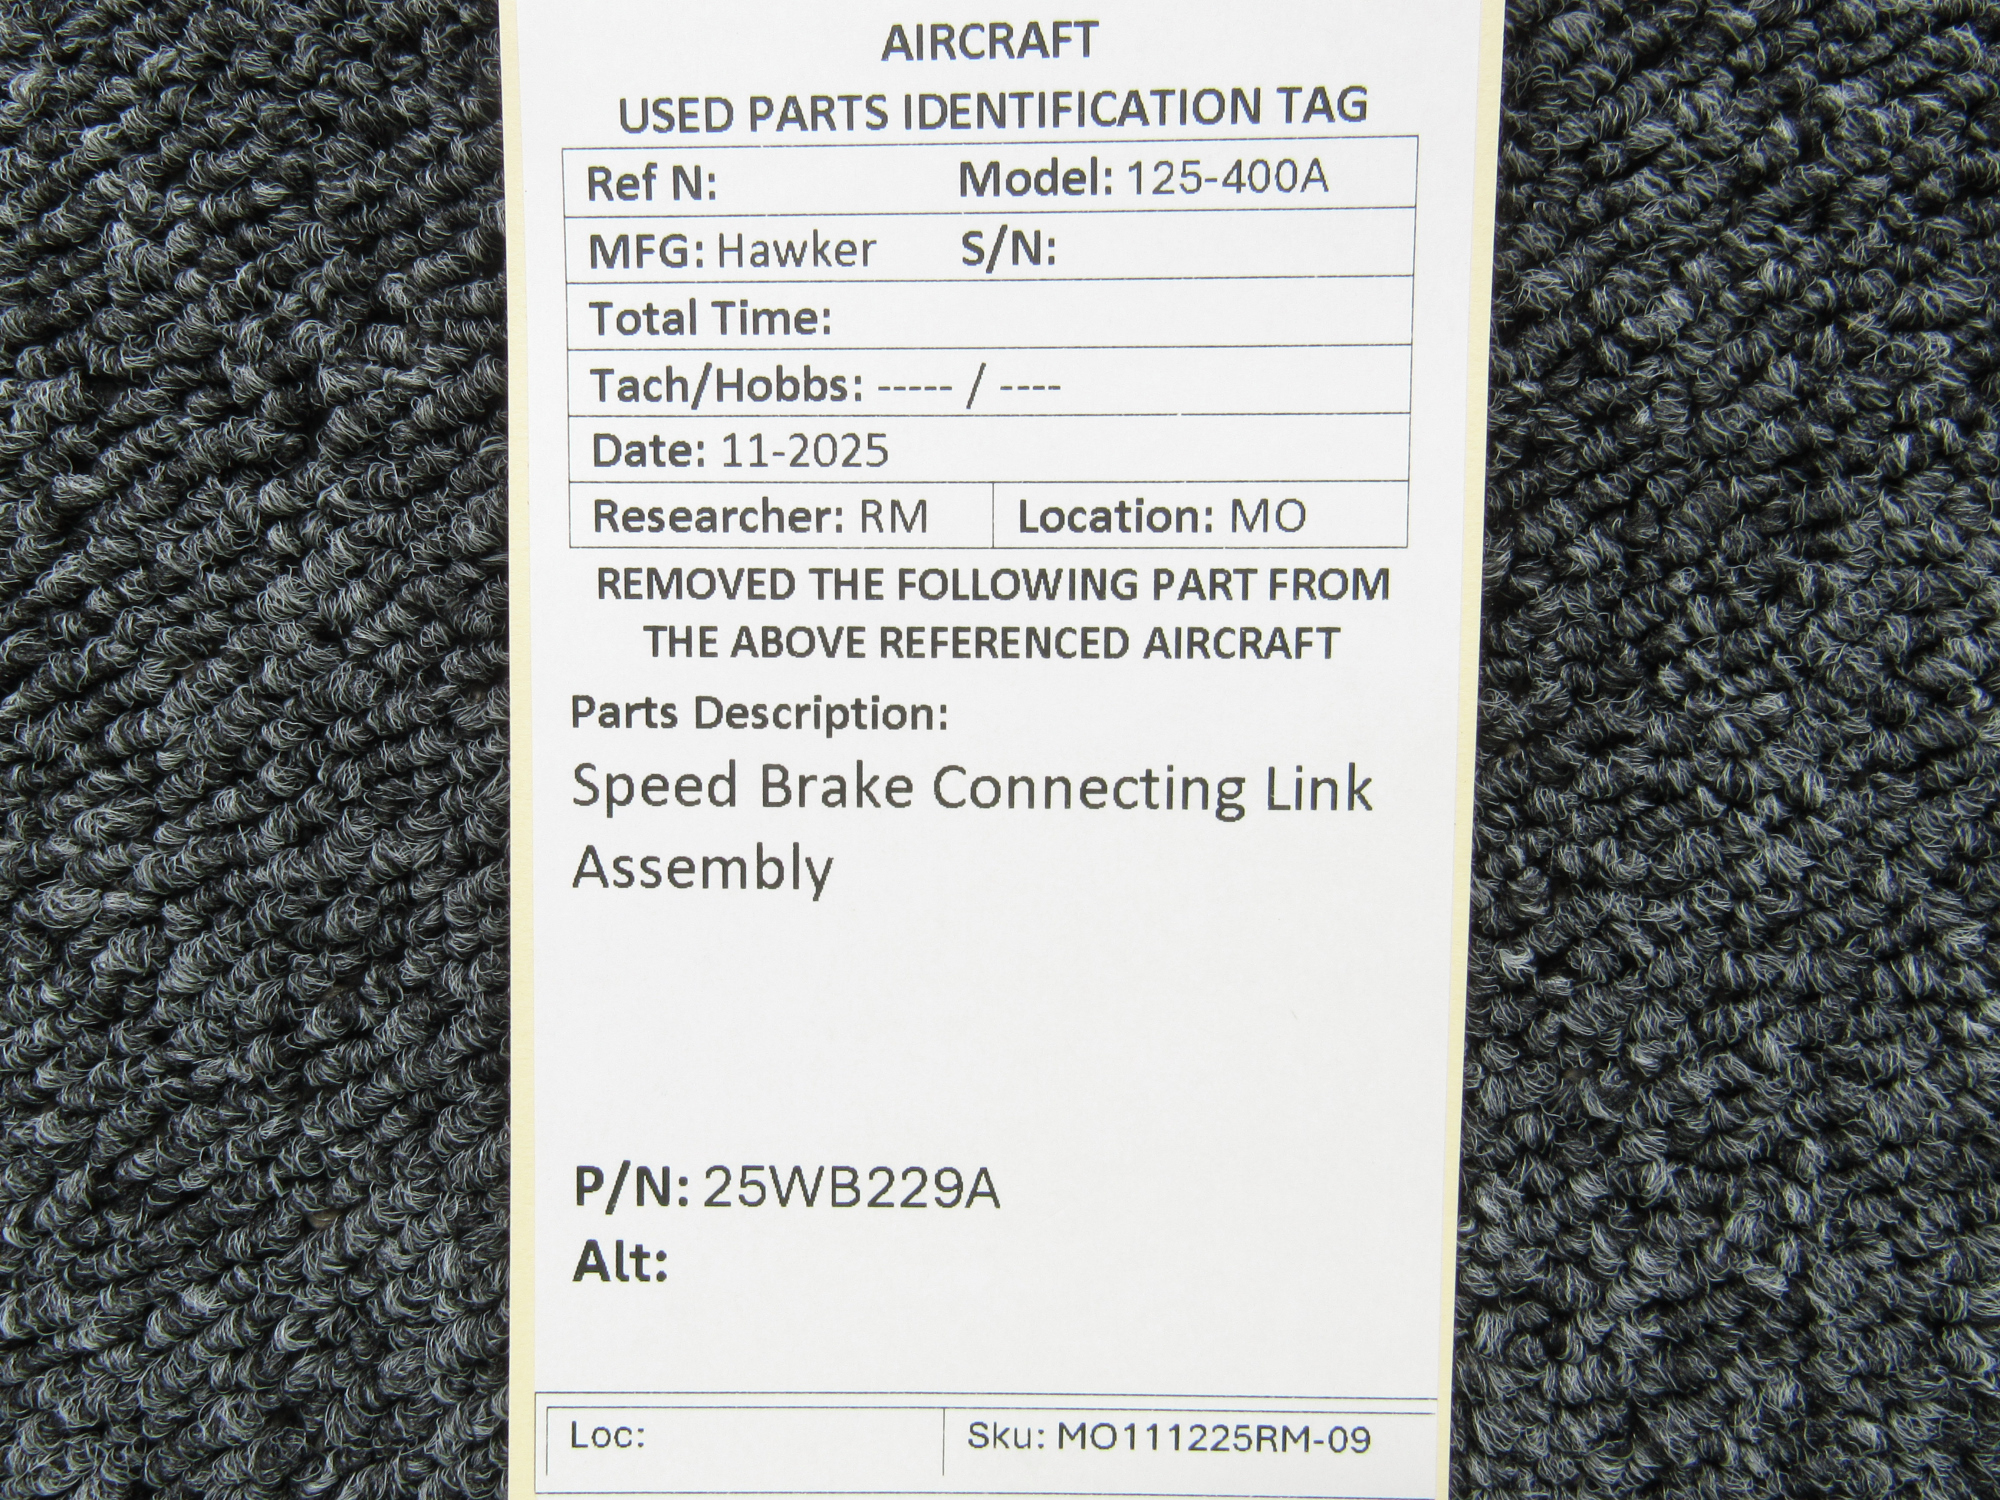 AIRCRAFT
USED PARTS IDENTIFICATION TAG
Ref N: Model: 125-400A
MFG: Hawker S/N:
Total Time:
Tach/Hobbs: ----- / ----
Date: 11-2025
Researcher: RM Location: MO
REMOVED THE FOLLOWING PART FROM
THE ABOVE REFERENCED AIRCRAFT
Parts Description:
Speed Brake Connecting Link
Assembly
P/N: 25WB229A
Alt:
Loc: Sku: MO111225RM-09